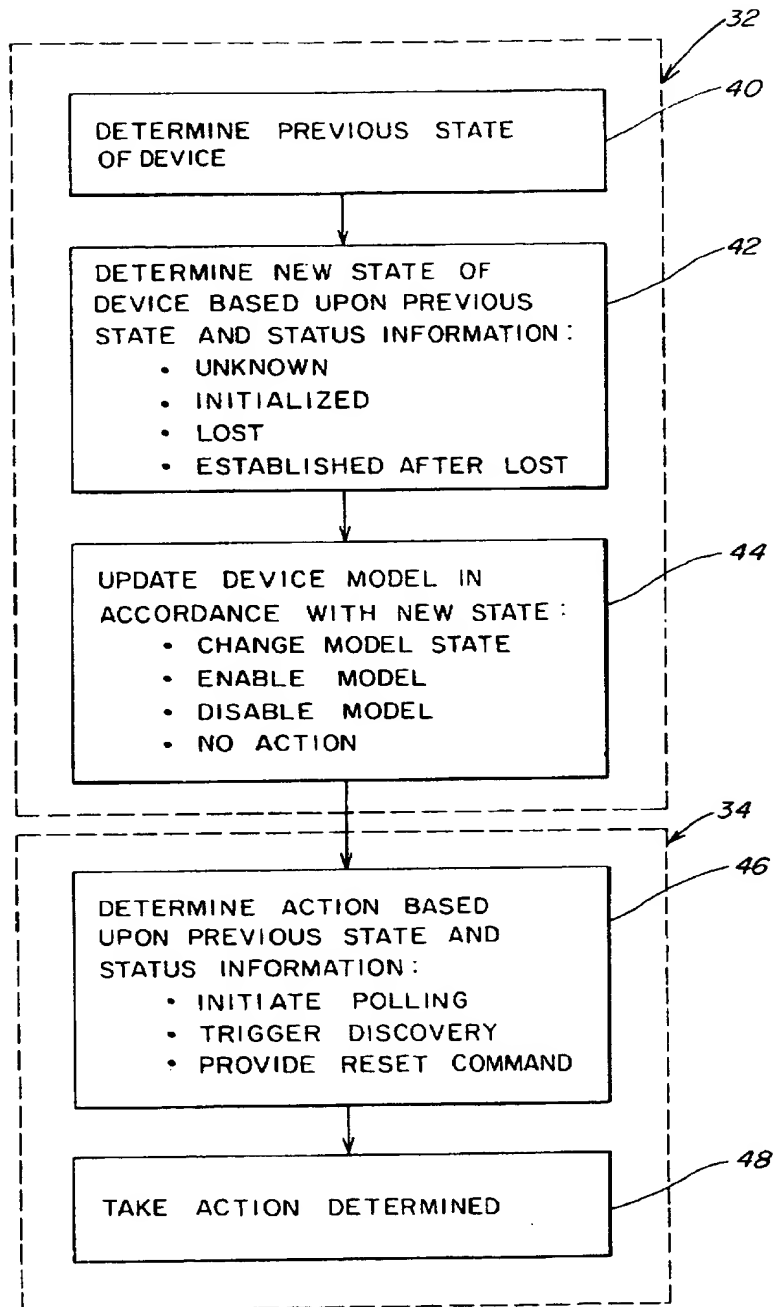 32
40
DETERMINE PREVIOUS STATE
OF DEVICE
42
DETERMINE NEW STATE OF
DEVICE BASED UPON PREVIOUS
STATE AND STATUS INFORMATION:
• UNKNOWN
• INITIALIZED
• LOST
• ESTABLISHED AFTER LOST
44
UPDATE DEVICE MODEL IN
ACCORDANCE WITH NEW STATE:
• CHANGE MODEL STATE
• ENABLE MODEL
• DISABLE MODEL
• NO ACTION
34
46
DETERMINE ACTION BASED
UPON PREVIOUS STATE AND
STATUS INFORMATION:
• INITIATE POLLING
• TRIGGER DISCOVERY
• PROVIDE RESET COMMAND
48
TAKE ACTION DETERMINED